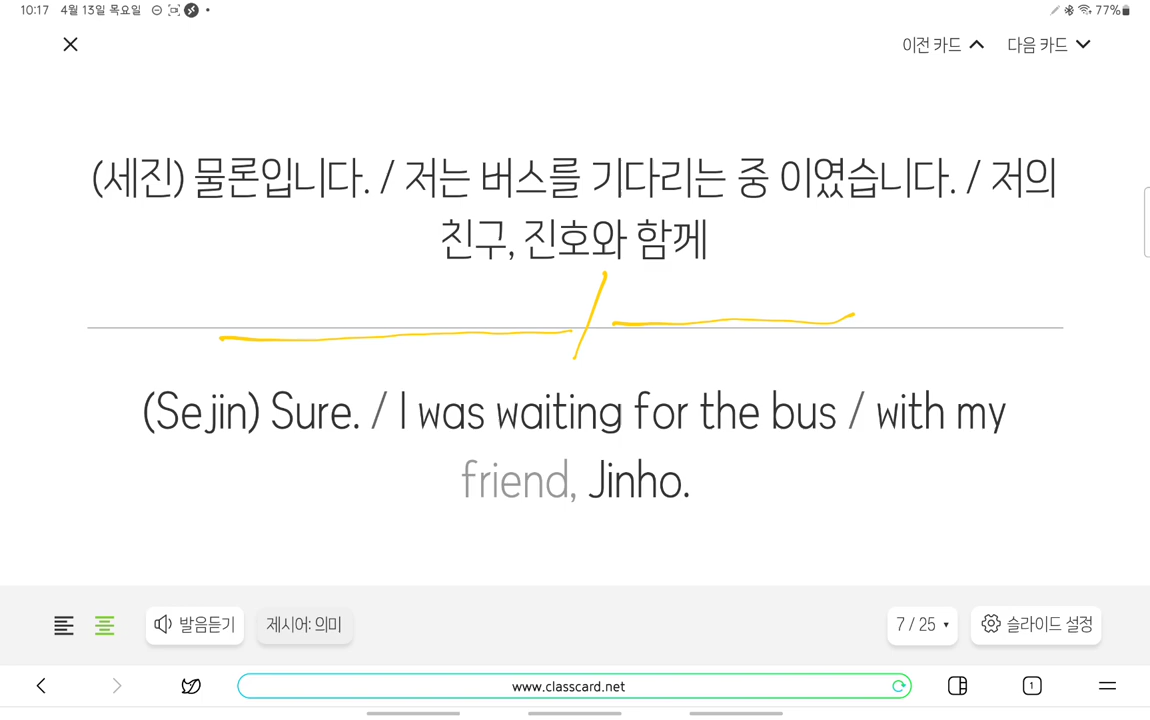 10:17 4월 13일 목요일
77%
이전 카드 다음 카드
(세진) 물론입니다. / 저는 버스를 기다리는 중 이였습니다. / 저의
친구, 진호와 함께
(Sejin) Sure. / I was waiting for the bus / with my
friend, Jinho.
발음듣기 제시어: 의미 7 / 25 슬라이드 설정
www.classcard.net 1